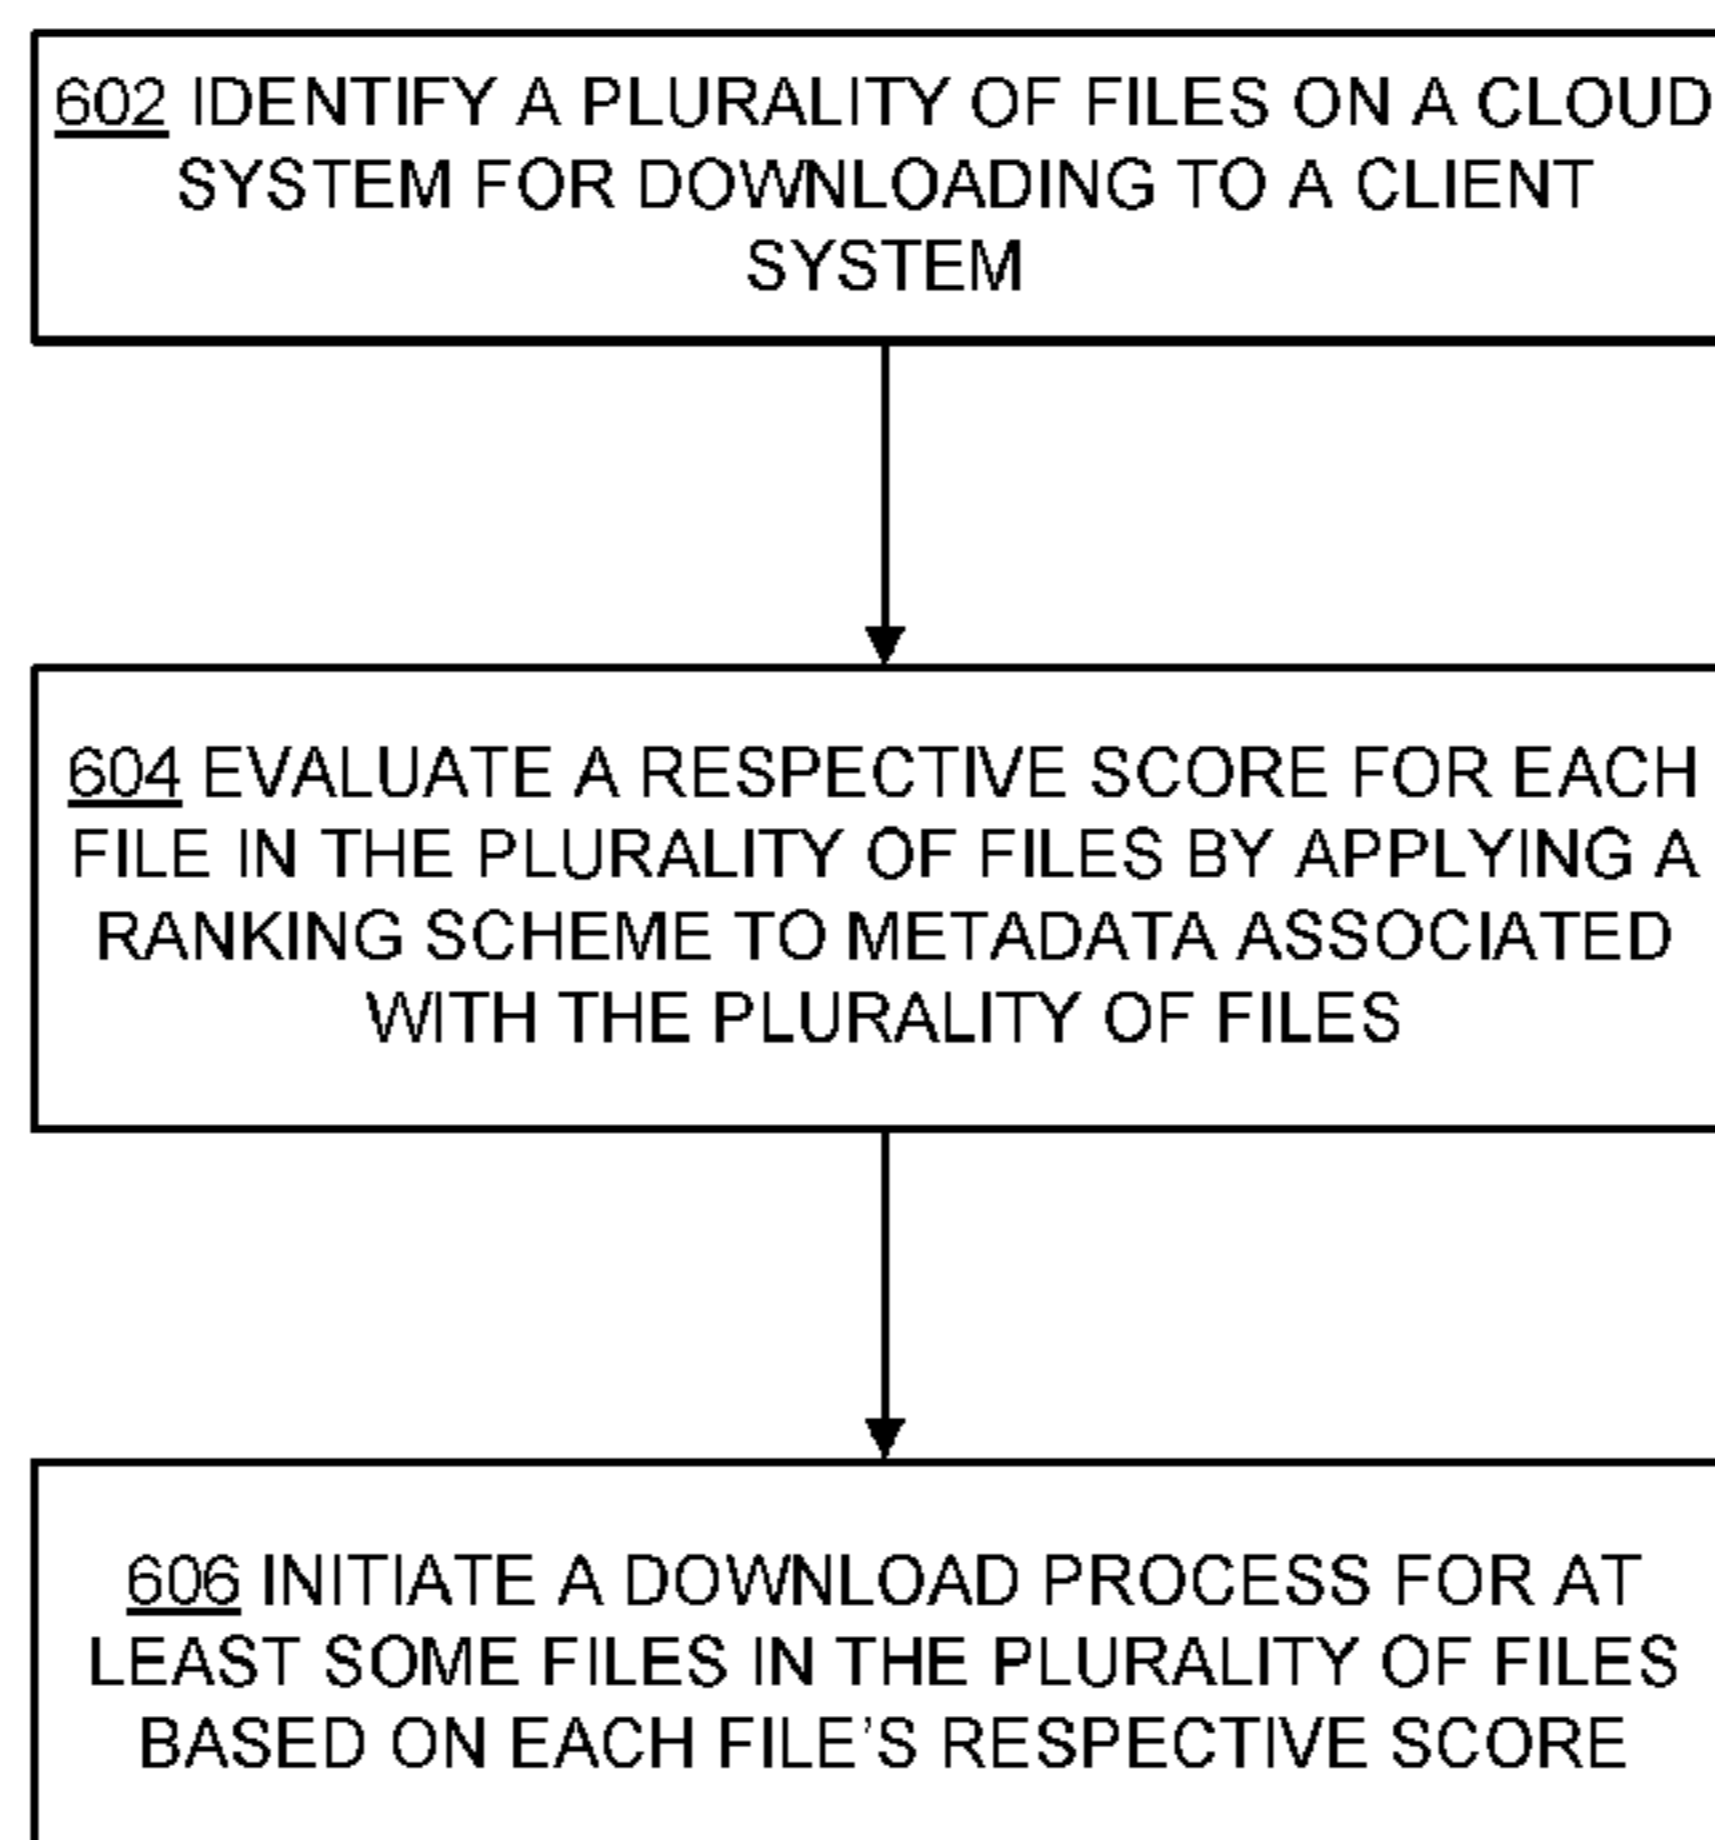 602 IDENTIFY A PLURALITY OF FILES ON A CLOUD
SYSTEM FOR DOWNLOADING TO A CLIENT
SYSTEM
604 EVALUATE A RESPECTIVE SCORE FOR EACH
FILE IN THE PLURALITY OF FILES BY APPLYING A
RANKING SCHEME TO METADATA ASSOCIATED
WITH THE PLURALITY OF FILES
606 INITIATE A DOWNLOAD PROCESS FOR AT
LEAST SOME FILES IN THE PLURALITY OF FILES
BASED ON EACH FILE'S RESPECTIVE SCORE